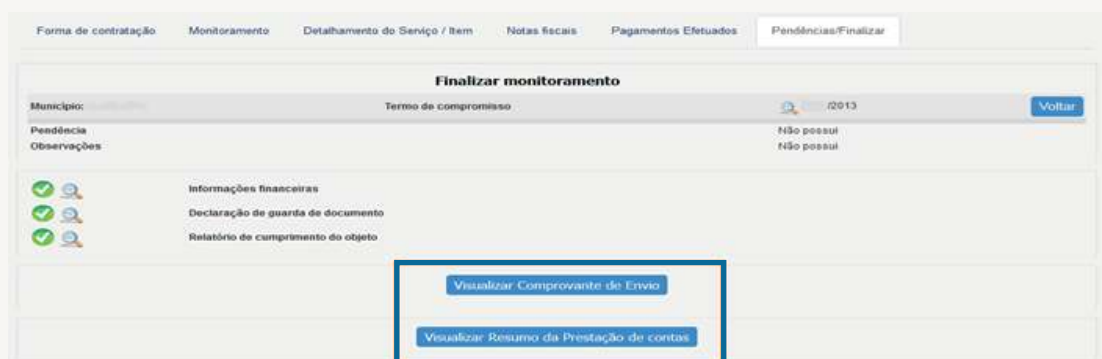 Forma de contratação Monitoramento Detalhamento do Serviço / Item Notas fiscais Pagamentos Efetuados Pendências/Finalizar
Finalizar monitoramento
Município: Termo de compromisso /2013 Voltar
Pendência Não possui
Observações Não possui
Informações financeiras
Declaração de guarda de documento
Relatório de cumprimento do objeto
Visualizar Comprovante de Envio
Visualizar Resumo da Prestação de contas